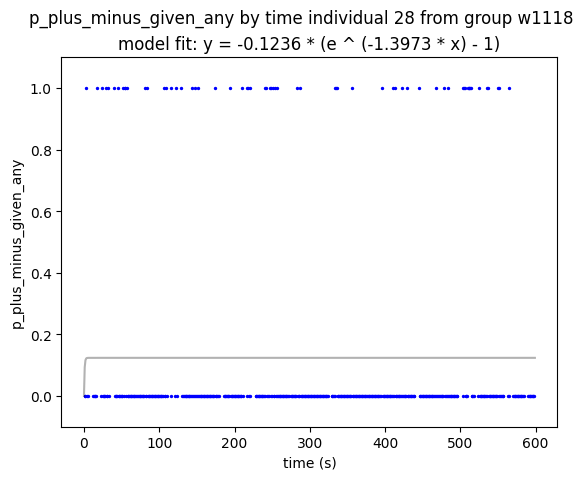 p_plus_minus_given_any by time individual 28 from group w1118
model fit: y = -0.1236 * (e ^ (-1.3973 * x) - 1)
1.0
0.8
0.6
0.4
0.2
0.0
p_plus_minus_given_any
0 100 200 300 400 500 600
time (s)